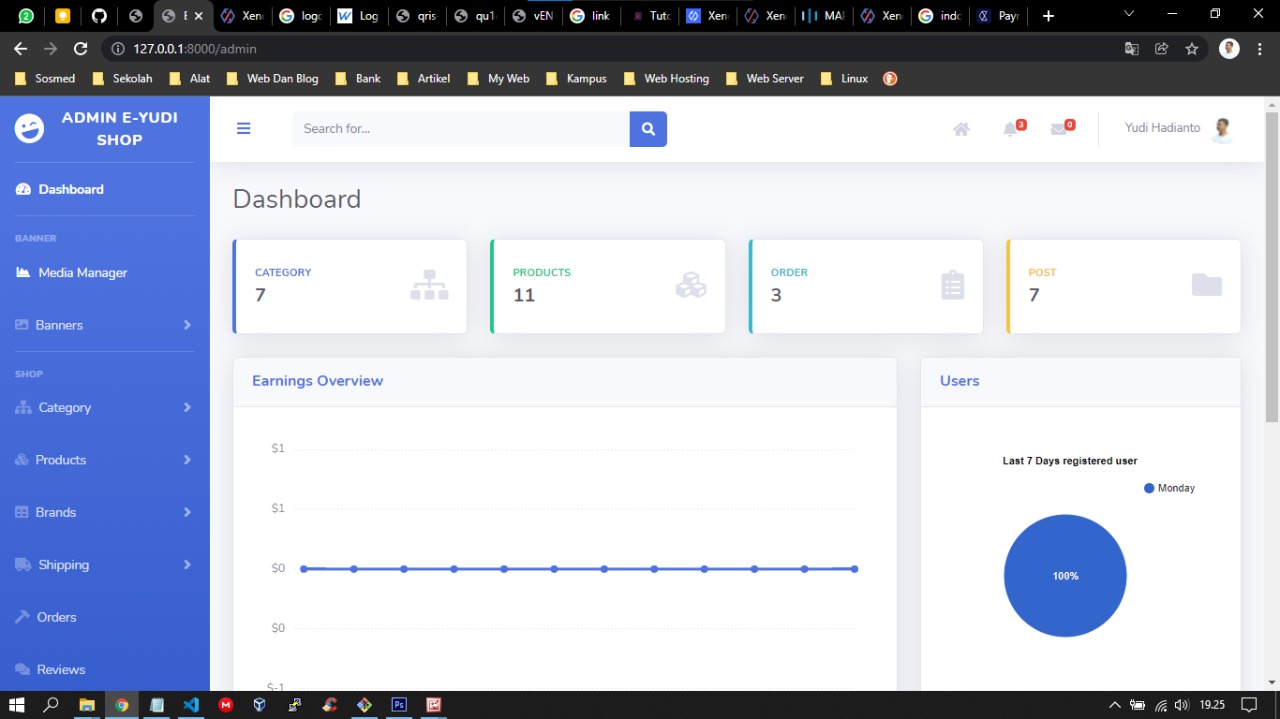 E
Xen
logo
Log
qris
qu1
vEN
link
Tuto
Xen
Xen
MAI
Xen
indo
Payr
127.0.0.1:8000/admin
Sosmed
Sekolah
Alat
Web Dan Blog
Bank
Artikel
My Web
Kampus
Web Hosting
Web Server
Linux
ADMIN E-YUDI
SHOP
Search for...
3
0
Yudi Hadianto
Dashboard
BANNER
Media Manager
Banners
SHOP
Category
Products
Brands
Shipping
Orders
Reviews
Dashboard
CATEGORY
7
PRODUCTS
11
ORDER
3
POST
7
Earnings Overview
$1
$1
$0
$0
$-1
Users
Last 7 Days registered user
Monday
100%
19.25